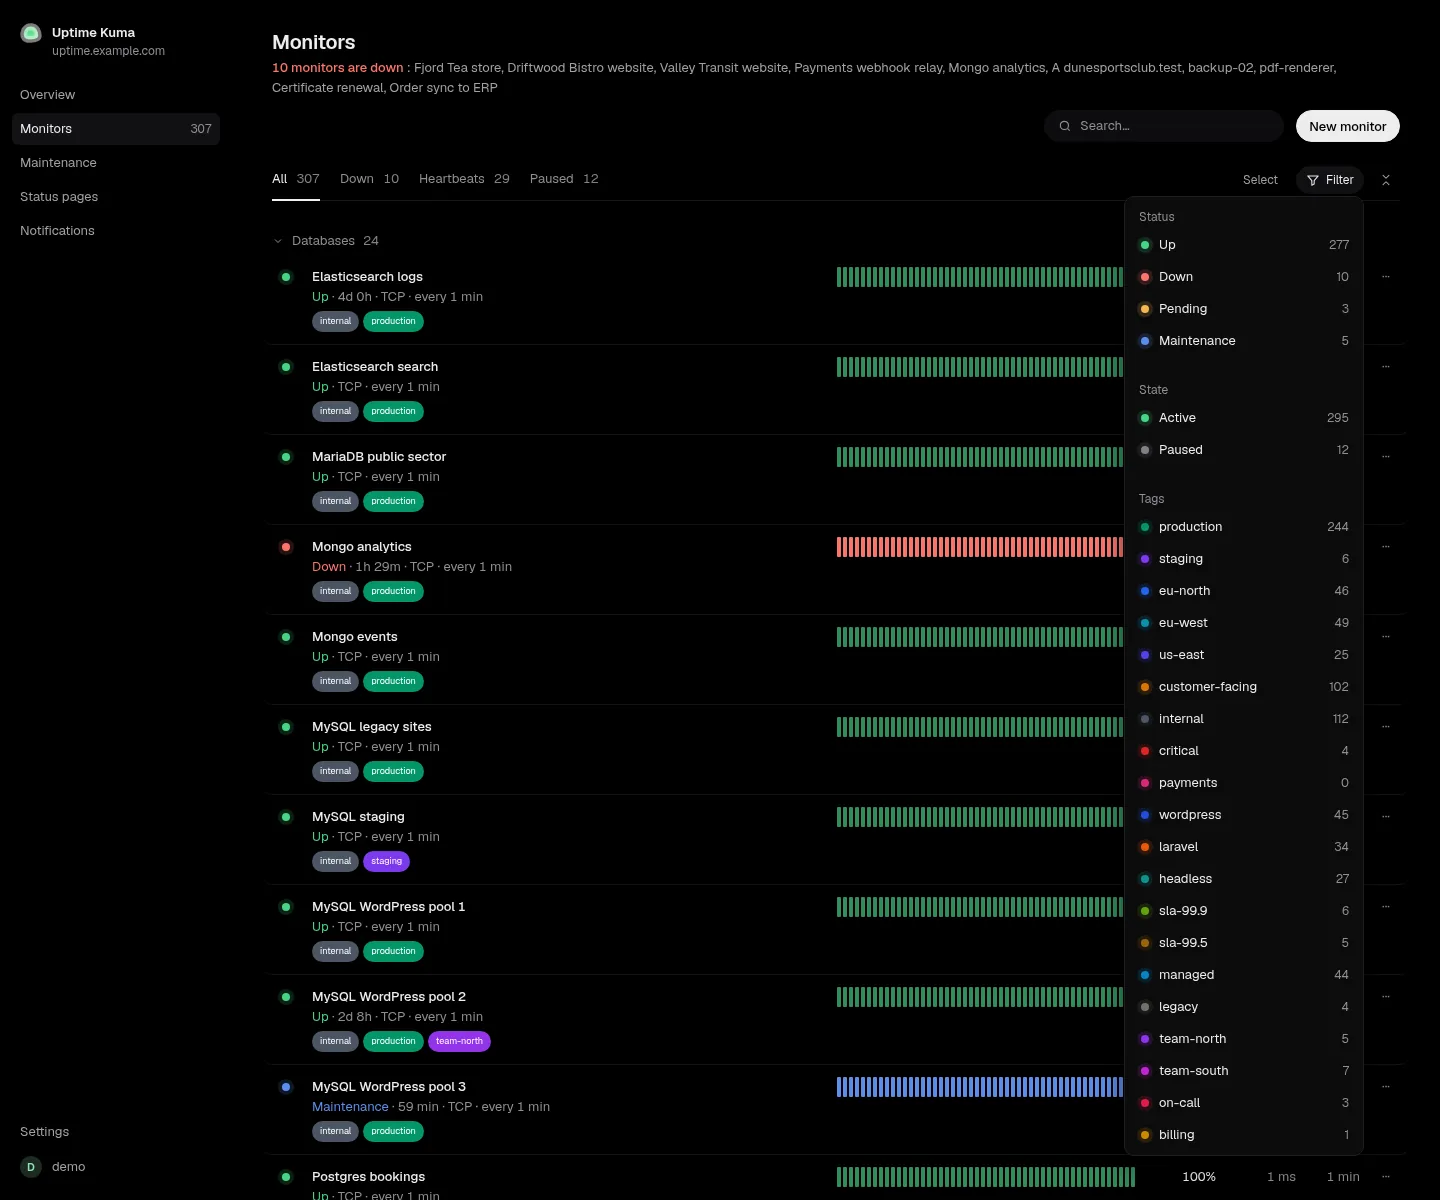 Uptime Kuma
uptime.example.com
Overview
Monitors 307
Maintenance
Status pages
Notifications
Settings
D demo
Monitors
10 monitors are down : Fjord Tea store, Driftwood Bistro website, Valley Transit website, Payments webhook relay, Mongo analytics, A dunesportsclub.test, backup-02, pdf-renderer,
Certificate renewal, Order sync to ERP
Search…
New monitor
All 307 Down 10 Heartbeats 29 Paused 12
Select Filter
Databases 24
Elasticsearch logs
Up · 4d 0h · TCP · every 1 min
internal production
Elasticsearch search
Up · TCP · every 1 min
internal production
MariaDB public sector
Up · TCP · every 1 min
internal production
Mongo analytics
Down · 1h 29m · TCP · every 1 min
internal production
Mongo events
Up · TCP · every 1 min
internal production
MySQL legacy sites
Up · TCP · every 1 min
internal production
MySQL staging
Up · TCP · every 1 min
internal staging
MySQL WordPress pool 1
Up · TCP · every 1 min
internal production
MySQL WordPress pool 2
Up · 2d 8h · TCP · every 1 min
internal production team-north
MySQL WordPress pool 3
Maintenance · 59 min · TCP · every 1 min
internal production
Postgres bookings 100% 1 ms 1 min
Up · TCP · every 1 min
Status
Up 277
Down 10
Pending 3
Maintenance 5
State
Active 295
Paused 12
Tags
production 244
staging 6
eu-north 46
eu-west 49
us-east 25
customer-facing 102
internal 112
critical 4
payments 0
wordpress 45
laravel 34
headless 27
sla-99.9 6
sla-99.5 5
managed 44
legacy 4
team-north 5
team-south 7
on-call 3
billing 1